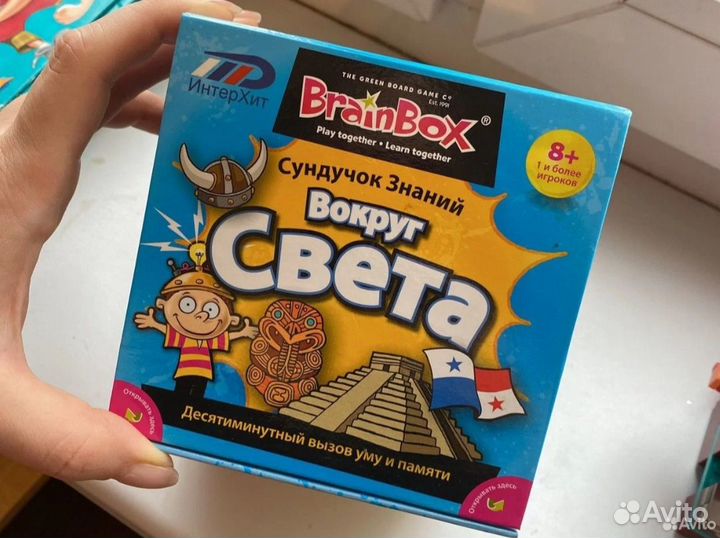 ИнтерХит
THE GREEN BOARD GAME Cº
Est. 1991
BrainBox®
Play together • Learn together
8+
1 и более
игроков
Сундучок Знаний
Вокруг
Света
Десятиминутный вызов уму и памяти
Открывать здесь
Открывать здесь
Avito
Avito